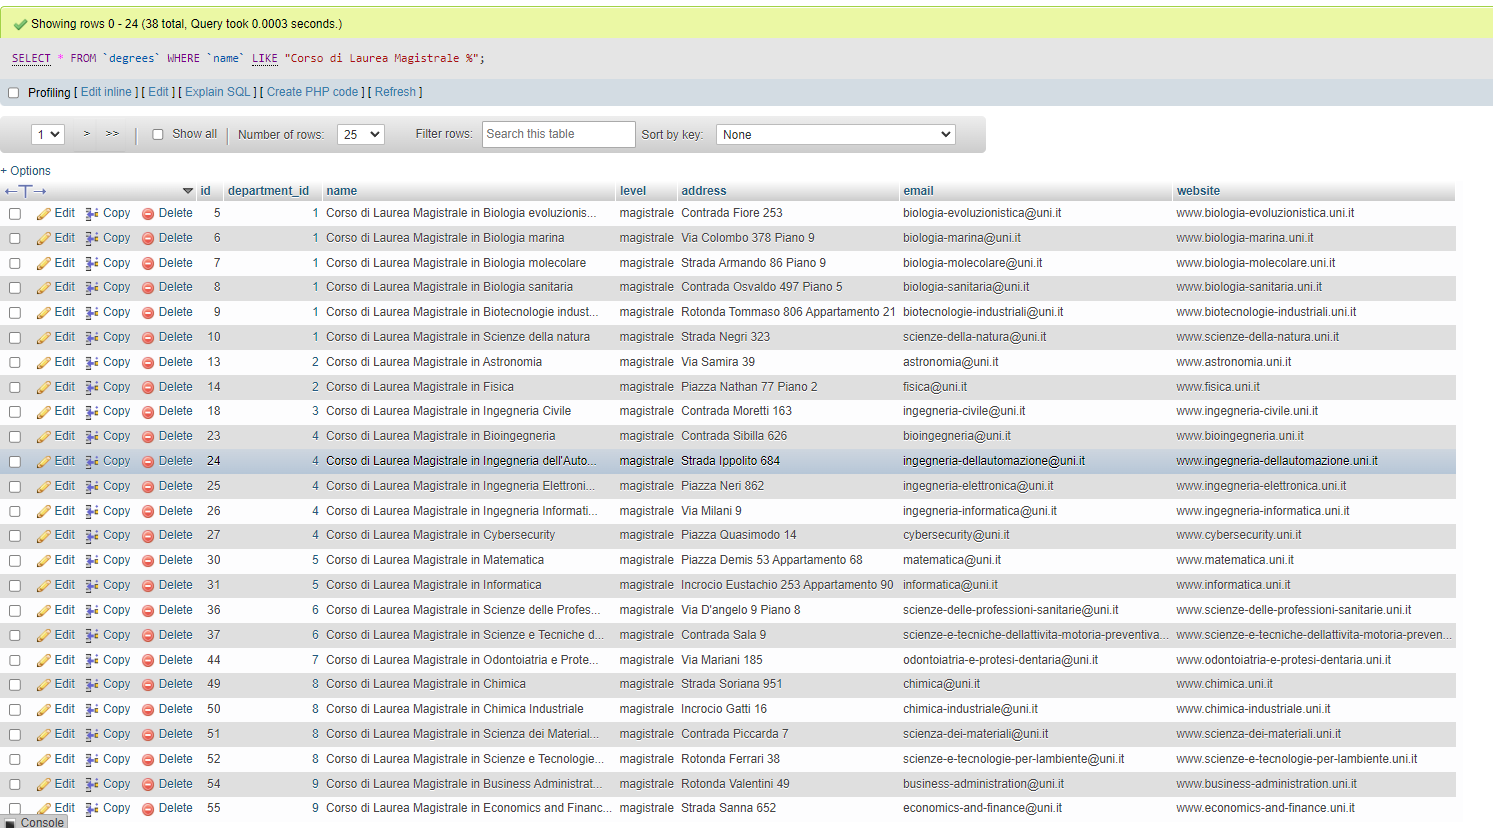 Showing rows 0 - 24 (38 total, Query took 0.0003 seconds.)
SELECT * FROM `degrees` WHERE `name` LIKE "Corso di Laurea Magistrale %";
Profiling [ Edit inline ] [ Edit ] [ Explain SQL ] [ Create PHP code ] [ Refresh ]
1 > >> Show all Number of rows: 25 Filter rows: Search this table Sort by key: None
+ Options
←T→ id department_id name level address email website
Edit Copy Delete 5 1 Corso di Laurea Magistrale in Biologia evoluzionis... magistrale Contrada Fiore 253 biologia-evoluzionistica@uni.it www.biologia-evoluzionistica.uni.it
Edit Copy Delete 6 1 Corso di Laurea Magistrale in Biologia marina magistrale Via Colombo 378 Piano 9 biologia-marina@uni.it www.biologia-marina.uni.it
Edit Copy Delete 7 1 Corso di Laurea Magistrale in Biologia molecolare magistrale Strada Armando 86 Piano 9 biologia-molecolare@uni.it www.biologia-molecolare.uni.it
Edit Copy Delete 8 1 Corso di Laurea Magistrale in Biologia sanitaria magistrale Contrada Osvaldo 497 Piano 5 biologia-sanitaria@uni.it www.biologia-sanitaria.uni.it
Edit Copy Delete 9 1 Corso di Laurea Magistrale in Biotecnologie indust... magistrale Rotonda Tommaso 806 Appartamento 21 biotecnologie-industriali@uni.it www.biotecnologie-industriali.uni.it
Edit Copy Delete 10 1 Corso di Laurea Magistrale in Scienze della natura magistrale Strada Negri 323 scienze-della-natura@uni.it www.scienze-della-natura.uni.it
Edit Copy Delete 13 2 Corso di Laurea Magistrale in Astronomia magistrale Via Samira 39 astronomia@uni.it www.astronomia.uni.it
Edit Copy Delete 14 2 Corso di Laurea Magistrale in Fisica magistrale Piazza Nathan 77 Piano 2 fisica@uni.it www.fisica.uni.it
Edit Copy Delete 18 3 Corso di Laurea Magistrale in Ingegneria Civile magistrale Contrada Moretti 163 ingegneria-civile@uni.it www.ingegneria-civile.uni.it
Edit Copy Delete 23 4 Corso di Laurea Magistrale in Bioingegneria magistrale Contrada Sibilla 626 bioingegneria@uni.it www.bioingegneria.uni.it
Edit Copy Delete 24 4 Corso di Laurea Magistrale in Ingegneria dell'Auto... magistrale Strada Ippolito 684 ingegneria-dellautomazione@uni.it www.ingegneria-dellautomazione.uni.it
Edit Copy Delete 25 4 Corso di Laurea Magistrale in Ingegneria Elettroni... magistrale Piazza Neri 862 ingegneria-elettronica@uni.it www.ingegneria-elettronica.uni.it
Edit Copy Delete 26 4 Corso di Laurea Magistrale in Ingegneria Informati... magistrale Via Milani 9 ingegneria-informatica@uni.it www.ingegneria-informatica.uni.it
Edit Copy Delete 27 4 Corso di Laurea Magistrale in Cybersecurity magistrale Piazza Quasimodo 14 cybersecurity@uni.it www.cybersecurity.uni.it
Edit Copy Delete 30 5 Corso di Laurea Magistrale in Matematica magistrale Piazza Demis 53 Appartamento 68 matematica@uni.it www.matematica.uni.it
Edit Copy Delete 31 5 Corso di Laurea Magistrale in Informatica magistrale Incrocio Eustachio 253 Appartamento 90 informatica@uni.it www.informatica.uni.it
Edit Copy Delete 36 6 Corso di Laurea Magistrale in Scienze delle Profes... magistrale Via D'angelo 9 Piano 8 scienze-delle-professioni-sanitarie@uni.it www.scienze-delle-professioni-sanitarie.uni.it
Edit Copy Delete 37 6 Corso di Laurea Magistrale in Scienze e Tecniche d... magistrale Contrada Sala 9 scienze-e-tecniche-dellattivita-motoria-preventiva... www.scienze-e-tecniche-dellattivita-motoria-preven...
Edit Copy Delete 44 7 Corso di Laurea Magistrale in Odontoiatria e Prote... magistrale Via Mariani 185 odontoiatria-e-protesi-dentaria@uni.it www.odontoiatria-e-protesi-dentaria.uni.it
Edit Copy Delete 49 8 Corso di Laurea Magistrale in Chimica magistrale Strada Soriana 951 chimica@uni.it www.chimica.uni.it
Edit Copy Delete 50 8 Corso di Laurea Magistrale in Chimica Industriale magistrale Incrocio Gatti 16 chimica-industriale@uni.it www.chimica-industriale.uni.it
Edit Copy Delete 51 8 Corso di Laurea Magistrale in Scienza dei Material... magistrale Contrada Piccarda 7 scienza-dei-materiali@uni.it www.scienza-dei-materiali.uni.it
Edit Copy Delete 52 8 Corso di Laurea Magistrale in Scienze e Tecnologie... magistrale Rotonda Ferrari 38 scienze-e-tecnologie-per-lambiente@uni.it www.scienze-e-tecnologie-per-lambiente.uni.it
Edit Copy Delete 54 9 Corso di Laurea Magistrale in Business Administrat... magistrale Rotonda Valentini 49 business-administration@uni.it www.business-administration.uni.it
Edit Copy Delete 55 9 Corso di Laurea Magistrale in Economics and Financ... magistrale Strada Sanna 652 economics-and-finance@uni.it www.economics-and-finance.uni.it
Console